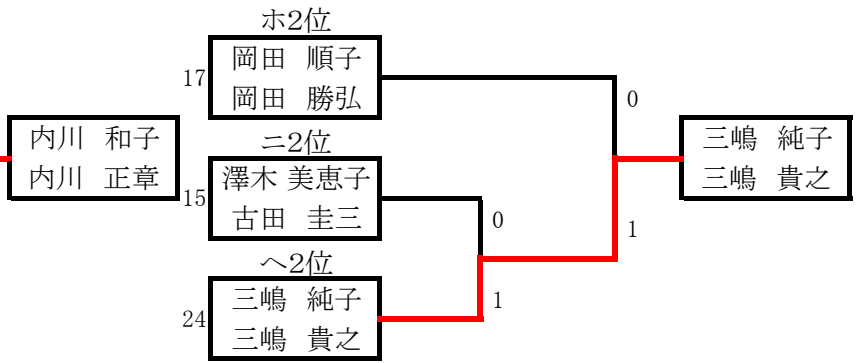 ホ2位
17
岡田 順子
岡田 勝弘
0
内川 和子
内川 正章
ニ2位
15
澤木 美恵子
古田 圭三
0
三嶋 純子
三嶋 貴之
1
ヘ2位
24
三嶋 純子
三嶋 貴之
1